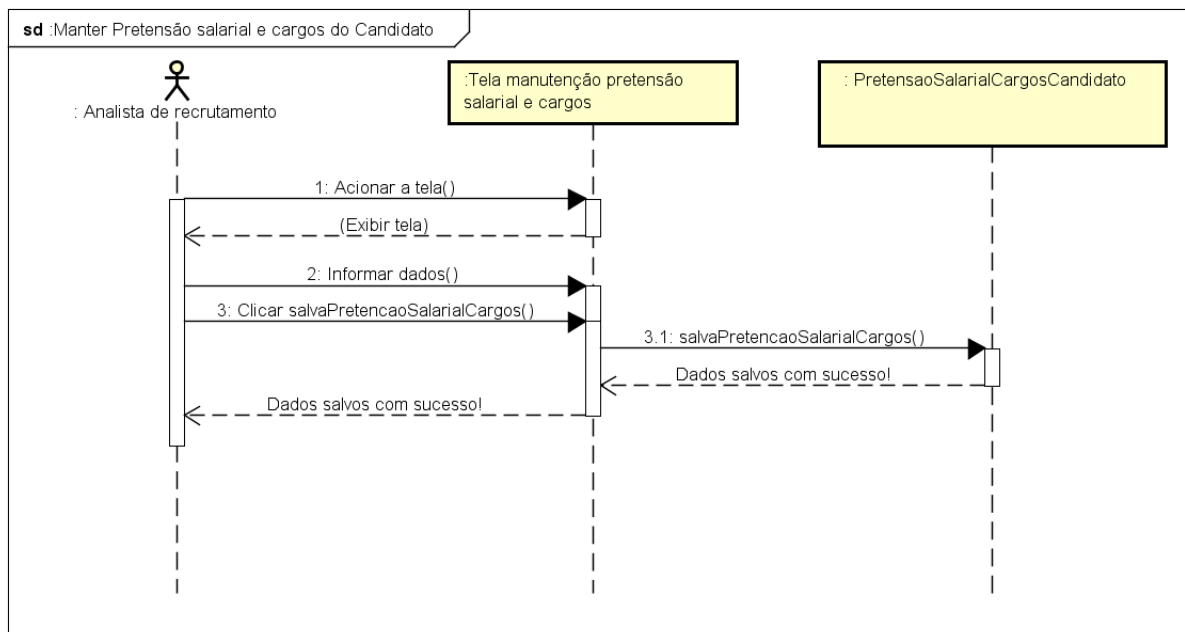 sd :Manter Pretensão salarial e cargos do Candidato
: Analista de recrutamento
:Tela manutenção pretensão
salarial e cargos
: PretensaoSalarialCargosCandidato
1: Acionar a tela()
(Exibir tela)
2: Informar dados()
3: Clicar salvaPretencaoSalarialCargos()
3.1: salvaPretencaoSalarialCargos()
Dados salvos com sucesso!
Dados salvos com sucesso!